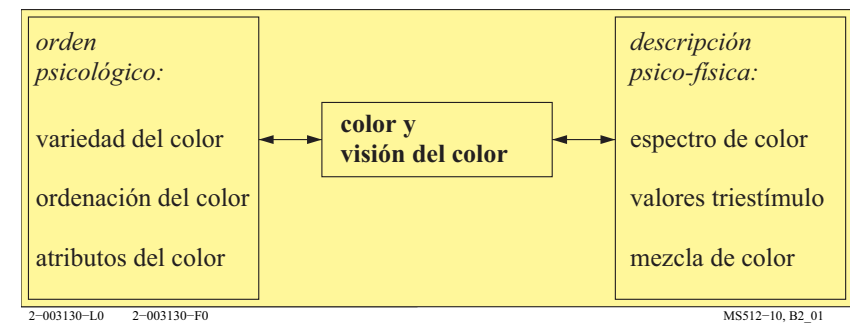 orden
psicológico:
variedad del color
ordenación del color
atributos del color
color y
visión del color
descripción
psico-física:
espectro de color
valores triestímulo
mezcla de color
2−003130−L0 2−003130−F0
MS512−10, B2_01